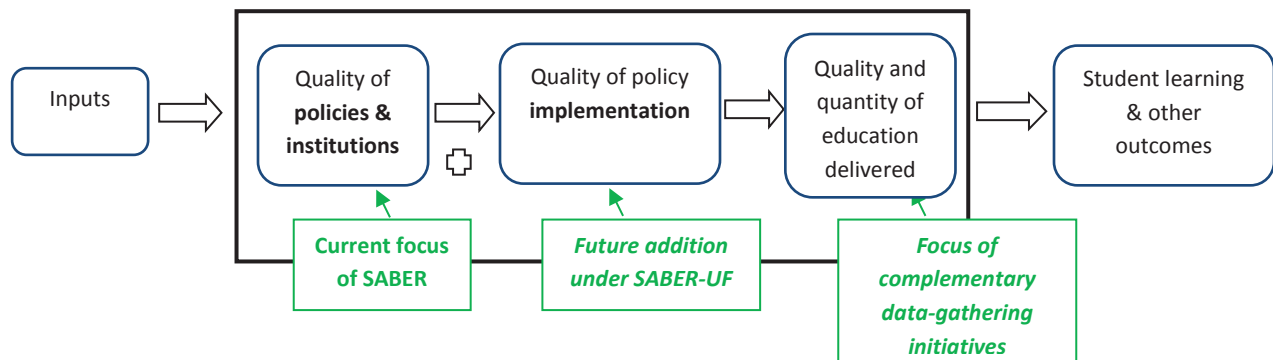 Inputs
Quality of
policies &
institutions
Quality of policy
implementation
Quality and
quantity of
education
delivered
Student learning
& other
outcomes
Current focus
of SABER
Future addition
under SABER-UF
Focus of
complementary
data-gathering
initiatives